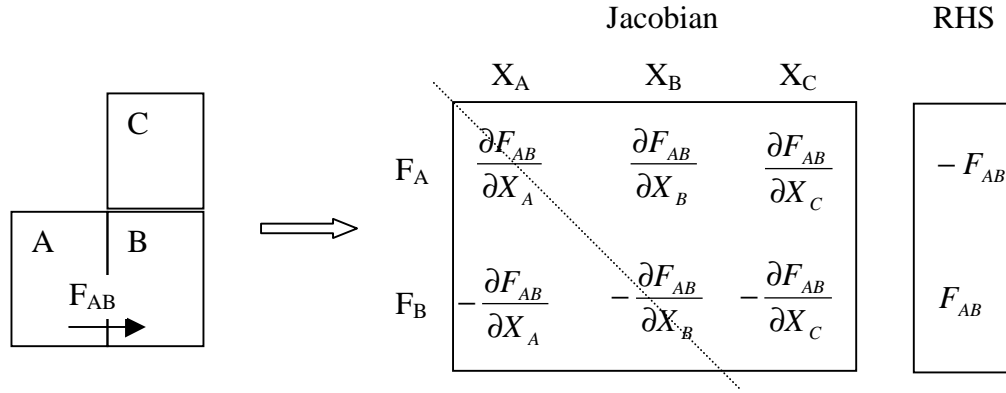 Jacobian RHS
X_A X_B X_C
C
F_A ∂F_AB/∂X_A ∂F_AB/∂X_B ∂F_AB/∂X_C − F_AB
A B
F_AB
F_B −∂F_AB/∂X_A −∂F_AB/∂X_B −∂F_AB/∂X_C F_AB